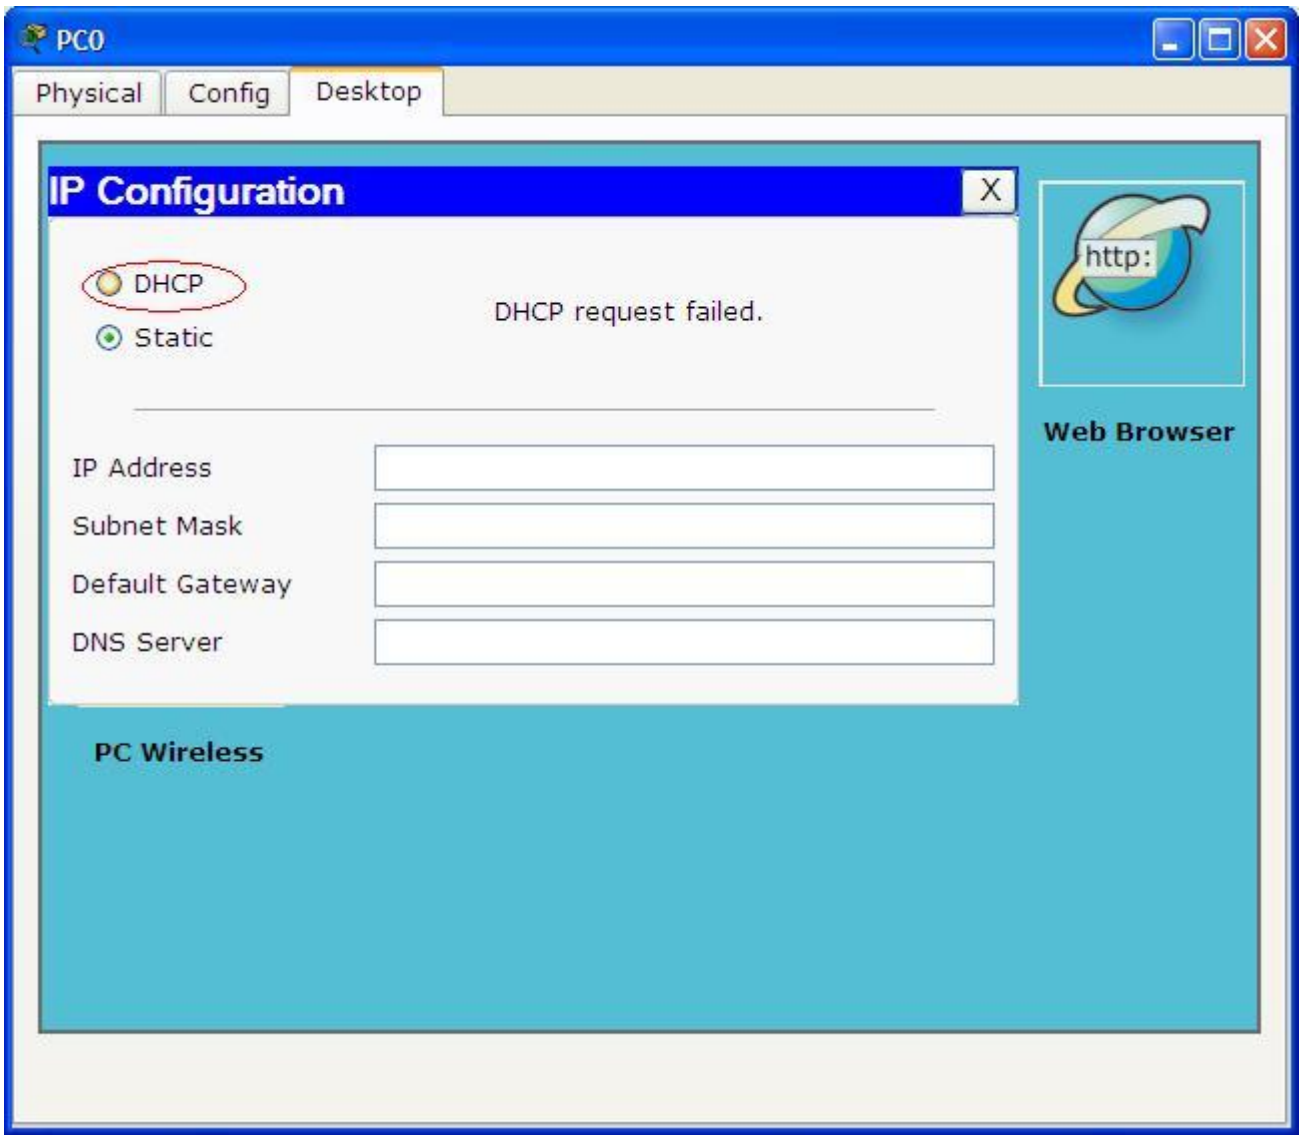 PC0
Physical Config Desktop
IP Configuration X
DHCP
DHCP request failed.
Static
http:
Web Browser
IP Address
Subnet Mask
Default Gateway
DNS Server
PC Wireless